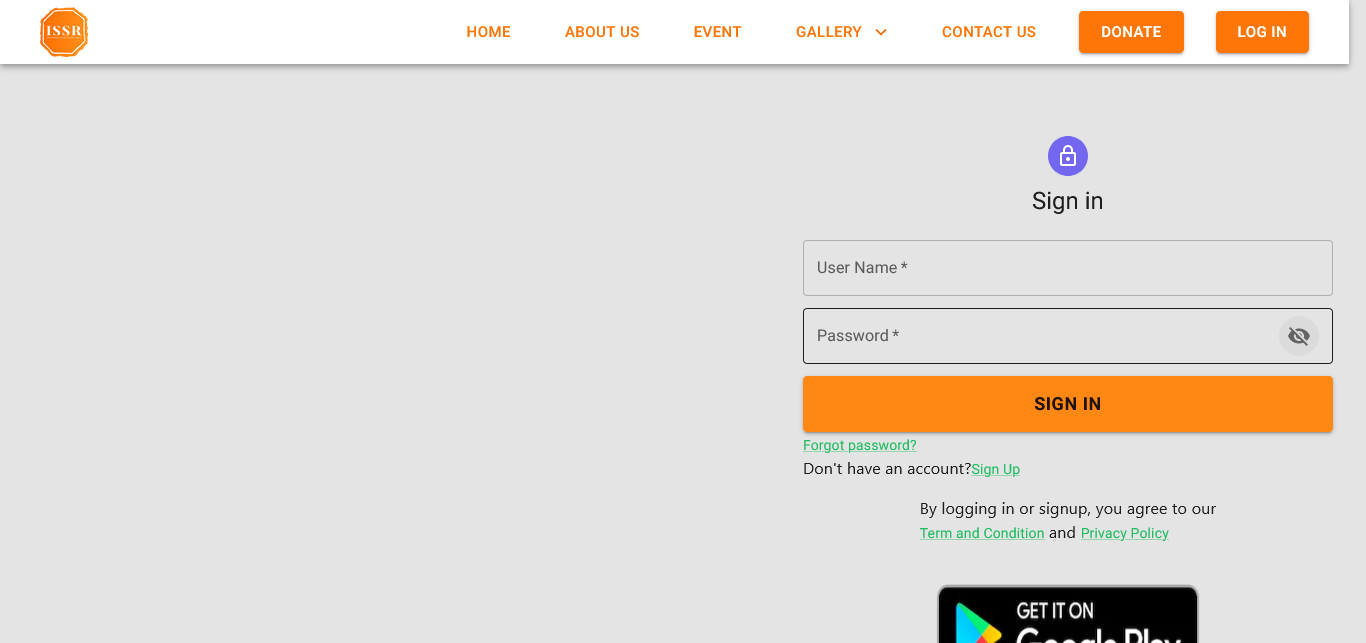 ISSR
HOME ABOUT US EVENT GALLERY CONTACT US DONATE LOG IN
Sign in
User Name *
Password *
SIGN IN
Forgot password?
Don't have an account?Sign Up
By logging in or signup, you agree to our
Term and Condition and Privacy Policy
GET IT ON
Google Play